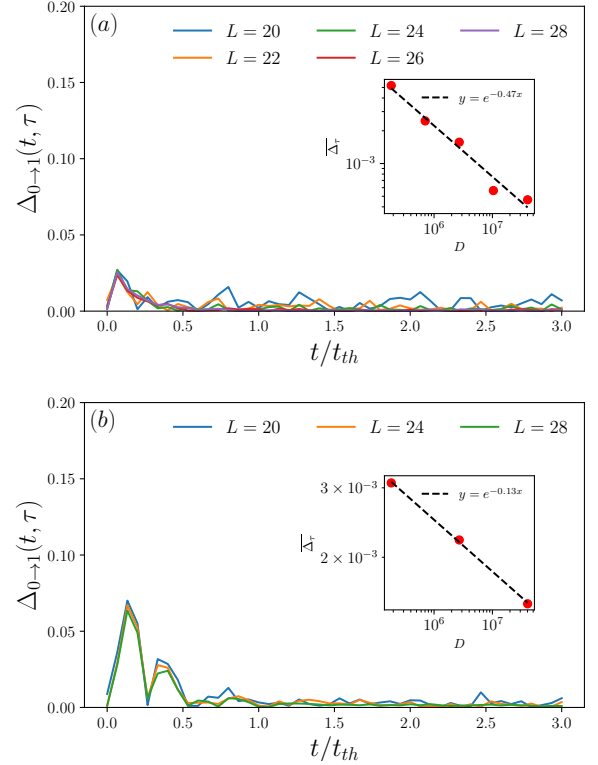 (a)
L = 20 L = 24 L = 28
L = 22 L = 26
0.20
0.15
0.10
0.05
0.00
Δ₀→₁(t, τ)
0.0 0.5 1.0 1.5 2.0 2.5 3.0
t/t_{th}
y = e^{−0.47x}
\overline{Δ_τ}
10^{−3}
10^6 10^7
D
(b)
L = 20 L = 24 L = 28
0.20
0.15
0.10
0.05
0.00
Δ₀→₁(t, τ)
0.0 0.5 1.0 1.5 2.0 2.5 3.0
t/t_{th}
y = e^{−0.13x}
\overline{Δ_τ}
3 × 10^{−3}
2 × 10^{−3}
10^6 10^7
D